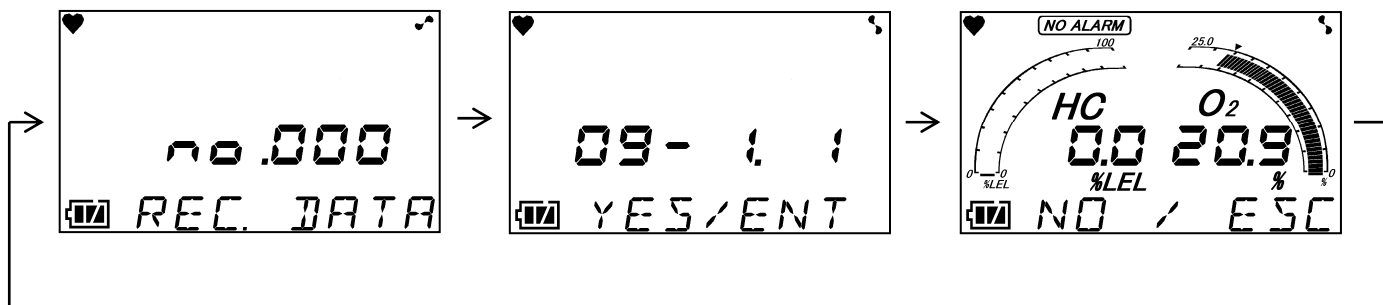 no.000
REC. DATA
09- 1. 1
YES/ENT
NO ALARM
100
25.0
HC
O2
0.0
20.9
0
0
0
0
%LEL
%LEL
%
%
NO / ESC